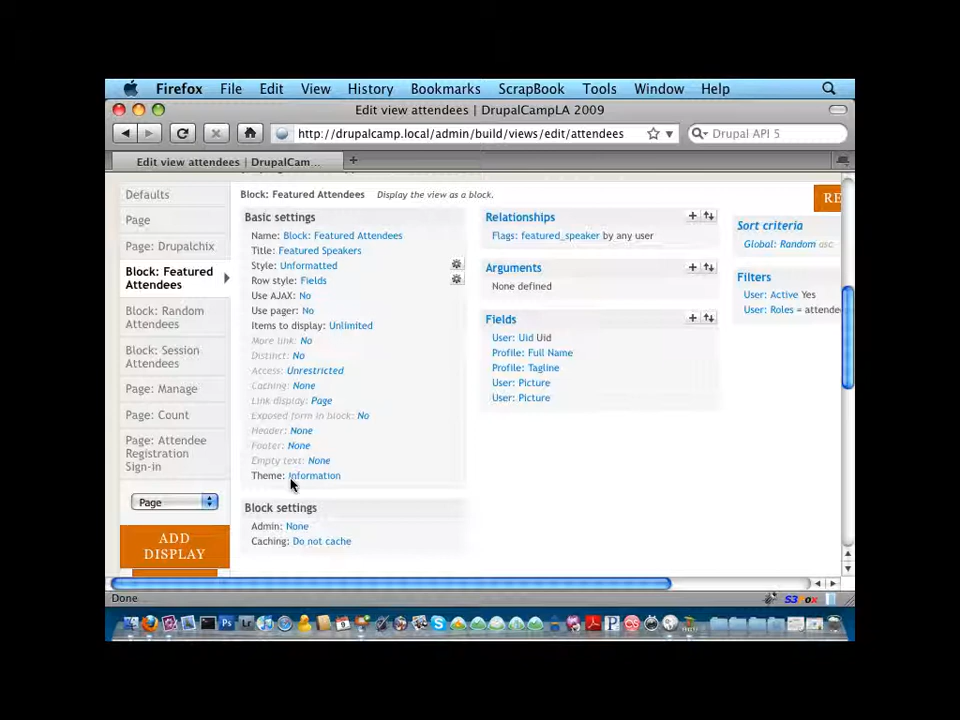 Firefox File Edit View History Bookmarks ScrapBook Tools Window Help
Edit view attendees | DrupalCampLA 2009
http://drupalcamp.local/admin/build/views/edit/attendees
Drupal API 5
Edit view attendees | DrupalCam...
Defaults
Page
Page: Drupalchix
Block: Featured
Attendees
Block: Random
Attendees
Block: Session
Attendees
Page: Manage
Page: Count
Page: Attendee
Registration
Sign-in
Page
ADD
DISPLAY
Block: Featured Attendees Display the view as a block.
Basic settings
Name: Block: Featured Attendees
Title: Featured Speakers
Style: Unformatted
Row style: Fields
Use AJAX: No
Use pager: No
Items to display: Unlimited
More link: No
Distinct: No
Access: Unrestricted
Caching: None
Link display: Page
Exposed form in block: No
Header: None
Footer: None
Empty text: None
Theme: Information
Block settings
Admin: None
Caching: Do not cache
Relationships
Flags: featured_speaker by any user
Arguments
None defined
Fields
User: Uid Uid
Profile: Full Name
Profile: Tagline
User: Picture
User: Picture
RE
Sort criteria
Global: Random asc
Filters
User: Active Yes
User: Roles = attende
Done
S3Fox